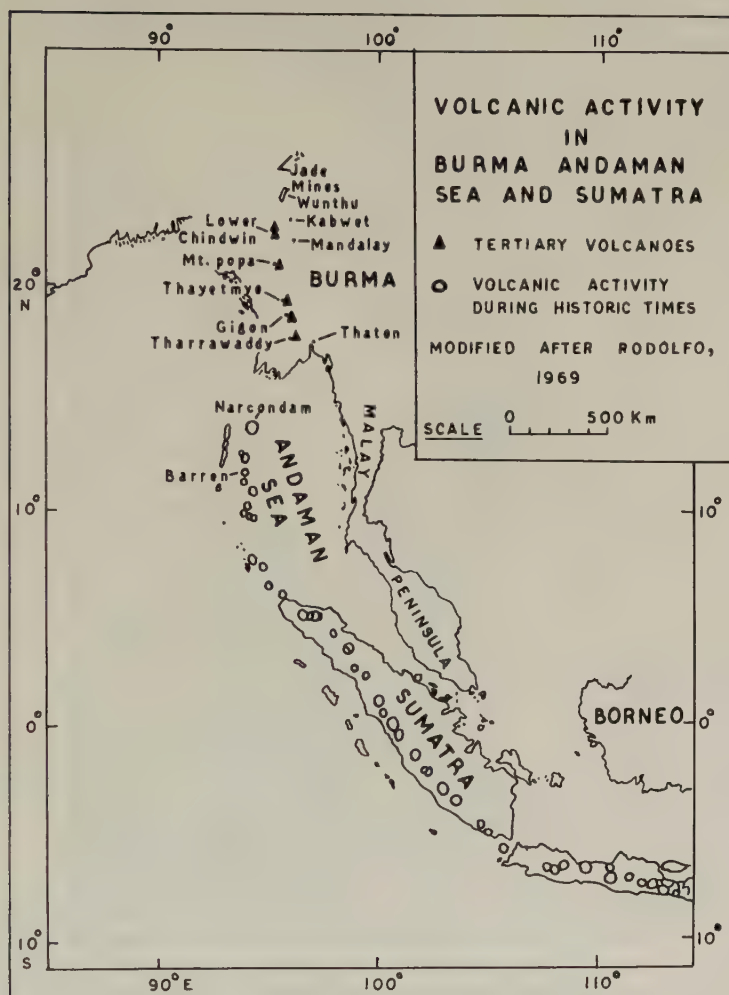 90°
100°
110°
VOLCANIC ACTIVITY
IN
BURMA ANDAMAN
SEA AND SUMATRA
▲ TERTIARY VOLCANOES
○ VOLCANIC ACTIVITY
DURING HISTORIC TIMES
MODIFIED AFTER RODOLFO,
1969
SCALE 0 500 Km
Jade
Mines
Wunthu
Kabwet
Mandalay
Lower
Chindwin
Mt. popa
BURMA
Thayetmye
Gigon
Tharrawaddy
Thaton
20°
N
Narcondam
Barren
ANDAMAN
SEA
MALAY
PENINSULA
10°
10°
SUMATRA
BORNEO
0°
0°
10°
S
10°
90°E
100°
110°